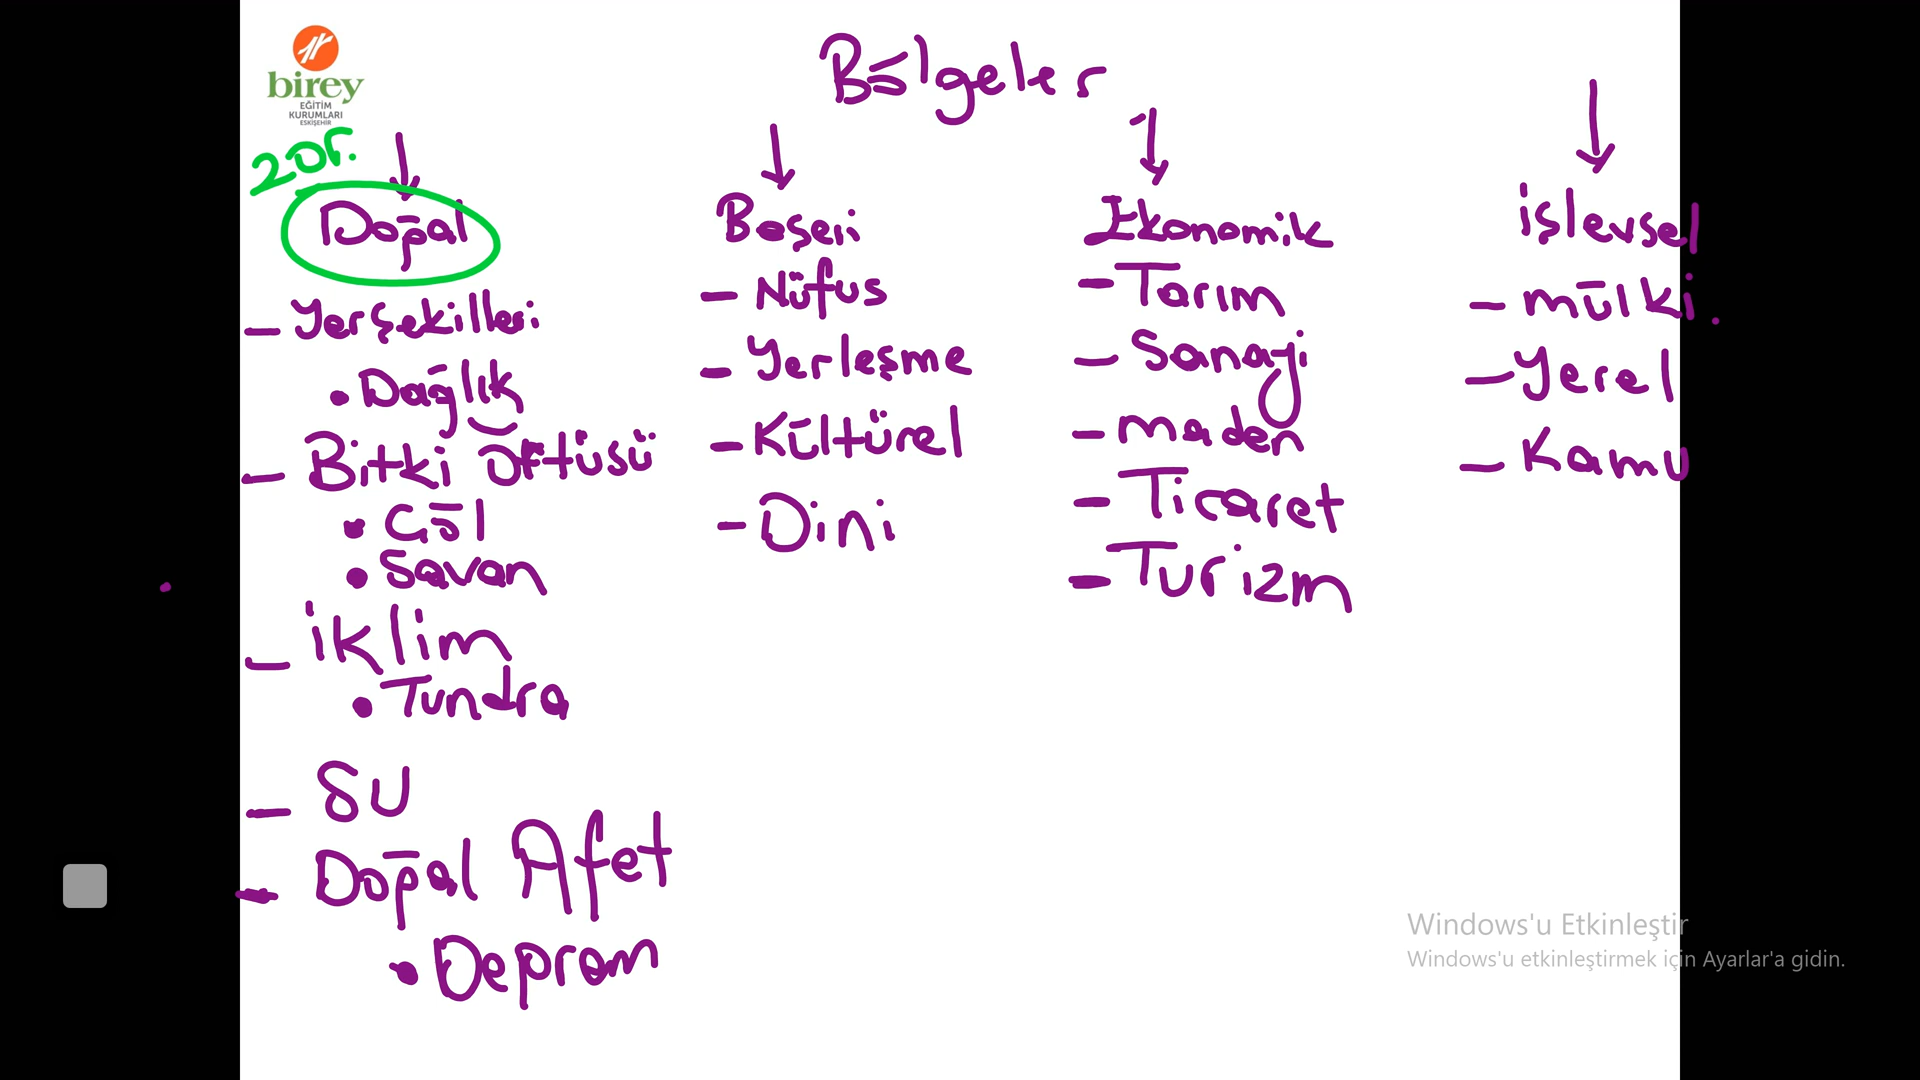 birey
EĞİTİM
KURUMLARI
ESKİŞEHİR
Bölgeler
Doğal
- Yerşekilleri
• Dağlık
- Bitki Örtüsü
• Çöl
• Savan
- İklim
• Tundra
- Su
- Doğal Afet
• Deprem
Beşeri
- Nüfus
- Yerleşme
- Kültürel
- Dini
Ekonomik
- Tarım
- Sanayi
- maden
- Ticaret
- Turizm
işlevsel
- mülki.
- Yerel
- Kamu
Windows'u Etkinleştir
Windows'u etkinleştirmek için Ayarlar'a gidin.